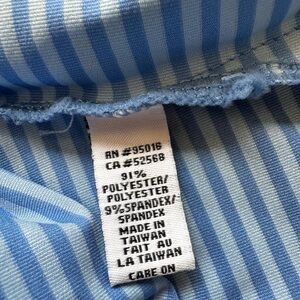 RN #95016
CA #52568
91%
POLYESTER/
POLYESTER
9%SPANDEX/
SPANDEX
MADE IN
TAIWAN
FAIT AU
LA TAIWAN
CARE ON